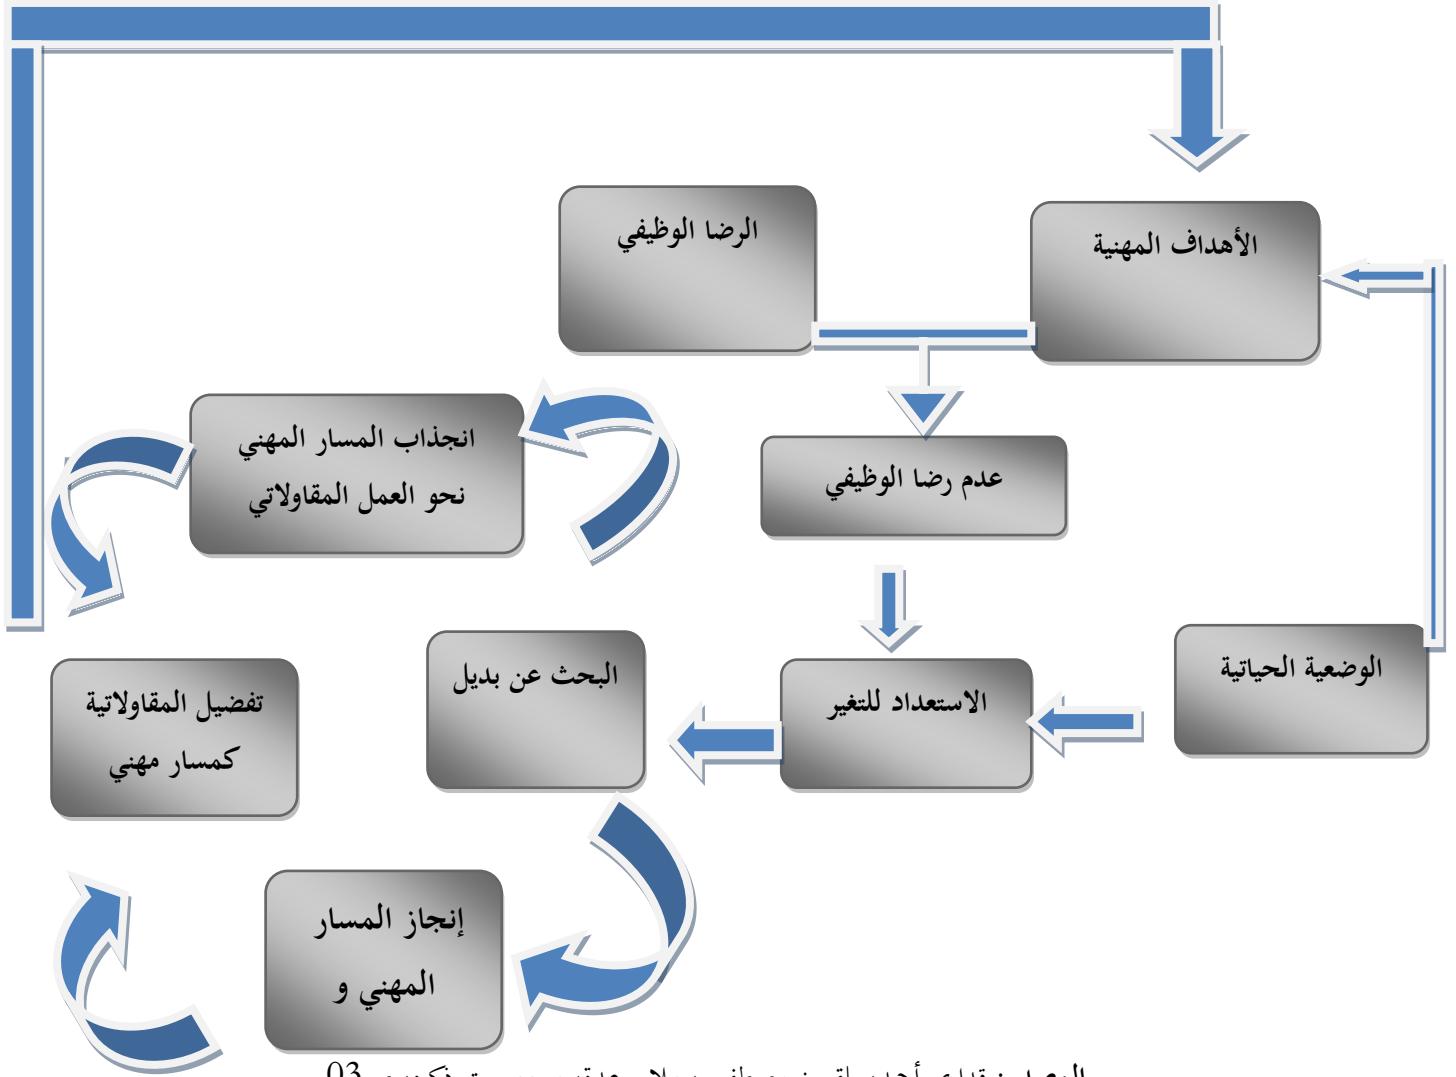 الرضا الوظيفي
الأهداف المهنية
انجذاب المسار المهني
نحو العمل المقاولاتي
عدم رضا الوظيفي
الوضعية الحياتية
الاستعداد للتغير
البحث عن بديل
تفضيل المقاولاتية
كمسار مهني
إنجاز المسار
المهني و
03